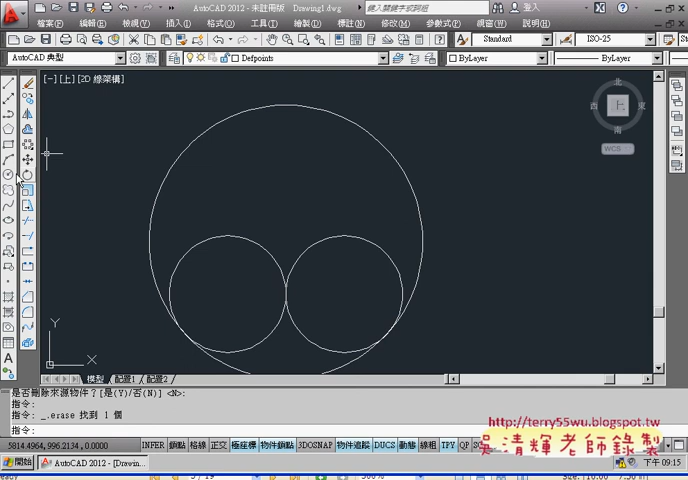 AutoCAD 2012 - 未註冊版 Drawing1.dwg
鍵入關鍵字或片語
登入
檔案(F) 編輯(E) 檢視(V) 插入(I) 格式(O) 工具(T) 繪製(D) 標註(N) 修改(M) 參數式(P) 視窗(W) 說明(H)
Standard ISO-25
AutoCAD 典型 Defpoints ByLayer ByLayer
[-] [上] [2D 線架構]
北
西 上 東
南
WCS
Y
X
A
模型 配置1 配置2
是否刪除來源物件？[是(Y)/否(N)] <N>:
指令:
指令: _.erase 找到 1 個
指令:
http://terry55wu.blogspot.tw
吳清輝老師錄製
5814.4964, 996.2134, 0.0000 INFER 鎖點 格線 正交 極座標 物件鎖點 3DOSNAP 物件追蹤 DUCS 動態 線粗 TPY QP
開始 AutoCAD 2012 - [Drawin... 下午 09:15